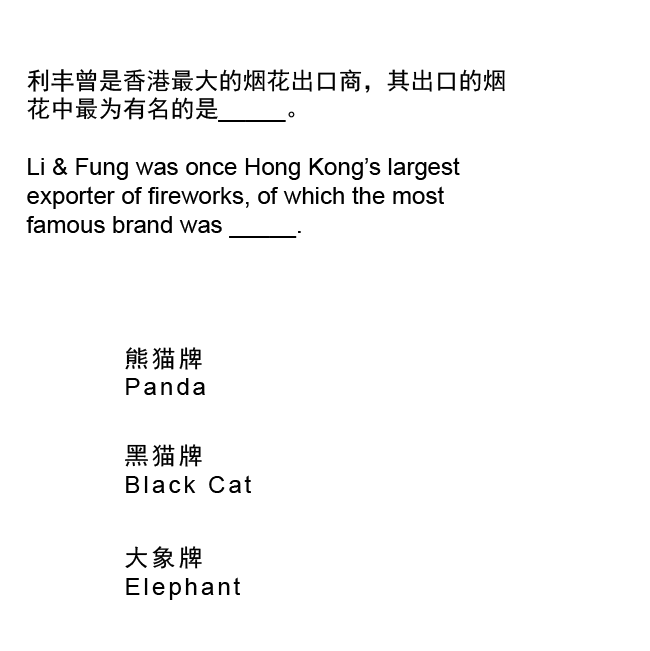 利丰曾是香港最大的烟花出口商，其出口的烟
花中最为有名的是_____。
Li & Fung was once Hong Kong’s largest
exporter of fireworks, of which the most
famous brand was _____.
熊猫牌
Panda
黑猫牌
Black Cat
大象牌
Elephant